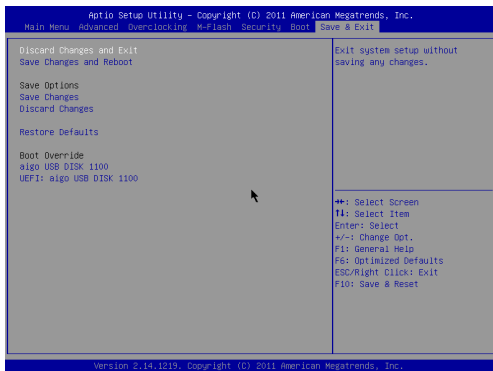 Aptio Setup Utility – Copyright (C) 2011 American Megatrends, Inc.
Main Menu Advanced Overclocking M-Flash Security Boot Save & Exit
Discard Changes and Exit
Save Changes and Reboot
Save Options
Save Changes
Discard Changes
Restore Defaults
Boot Override
aigo USB DISK 1100
UEFI: aigo USB DISK 1100
Exit system setup without
saving any changes.
→←: Select Screen
↑↓: Select Item
Enter: Select
+/-: Change Opt.
F1: General Help
F6: Optimized Defaults
ESC/Right Click: Exit
F10: Save & Reset
Version 2.14.1219. Copyright (C) 2011 American Megatrends, Inc.